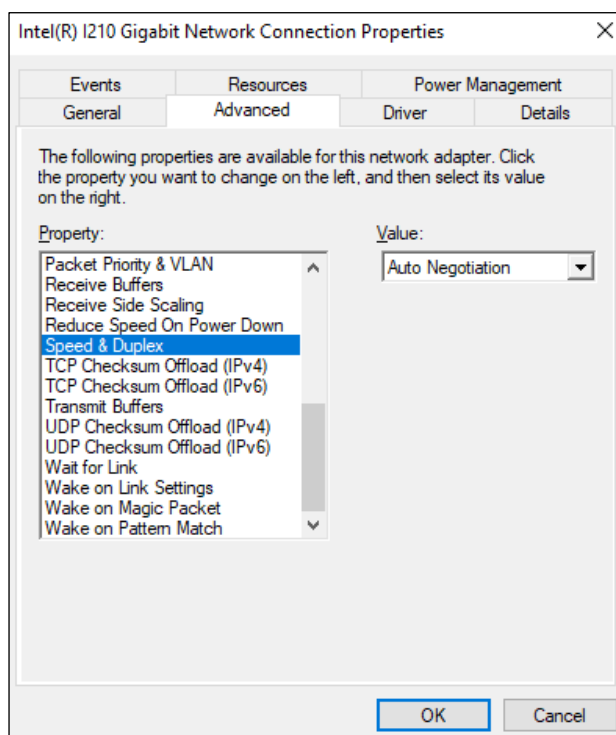 Intel(R) I210 Gigabit Network Connection Properties
Events Resources Power Management
General Advanced Driver Details
The following properties are available for this network adapter. Click
the property you want to change on the left, and then select its value
on the right.
Property: Value:
Packet Priority & VLAN
Auto Negotiation
Receive Buffers
Receive Side Scaling
Reduce Speed On Power Down
Speed & Duplex
TCP Checksum Offload (IPv4)
TCP Checksum Offload (IPv6)
Transmit Buffers
UDP Checksum Offload (IPv4)
UDP Checksum Offload (IPv6)
Wait for Link
Wake on Link Settings
Wake on Magic Packet
Wake on Pattern Match
OK Cancel